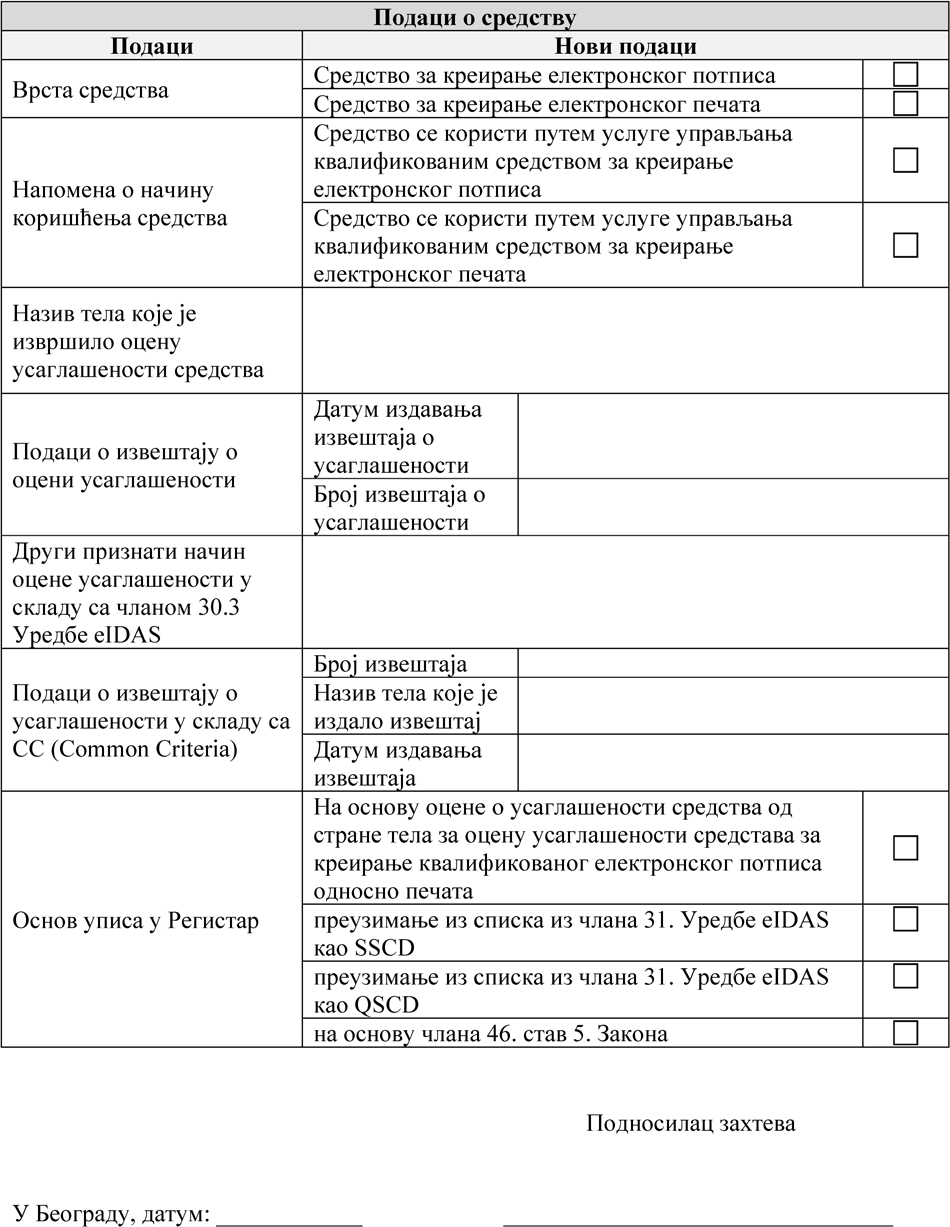 Подаци о средству
Подаци
Нови подаци
Врста средства
Средство за креирање електронског потписа
Средство за креирање електронског печата
Напомена о начину
коришћења средства
Средство се користи путем услуге управљања
квалификованим средством за креирање
електронског потписа
Средство се користи путем услуге управљања
квалификованим средством за креирање
електронског печата
Назив тела које је
извршило оцену
усаглашености средства
Подаци о извештају о
оцени усаглашености
Датум издавања
извештаја о
усаглашености
Број извештаја о
усаглашености
Други признати начин
оцене усаглашености у
складу са чланом 30.3
Уредбе eIDAS
Подаци о извештају о
усаглашености у складу са
CC (Common Criteria)
Број извештаја
Назив тела које је
издало извештај
Датум издавања
извештаја
Основ уписа у Регистар
На основу оцене о усаглашености средства од
стране тела за оцену усаглашености средстава за
креирање квалификованог електронског потписа
односно печата
преузимање из списка из члана 31. Уредбе eIDAS
као SSCD
преузимање из списка из члана 31. Уредбе eIDAS
као QSCD
на основу члана 46. став 5. Закона
Подносилац захтева
У Београду, датум: ____________ ________________________________